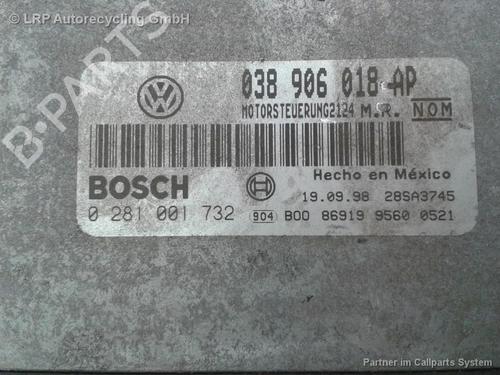 © LRP Autorecycling GmbH
B-PARTS
038 906 018 AP
MOTORSTEUERUNG2124 M.R. NOM
BOSCH
Hecho en México
19.09.98 28SA3745
0 281 001 732
904 B00 86919 9560 0521
Partner im Callparts System